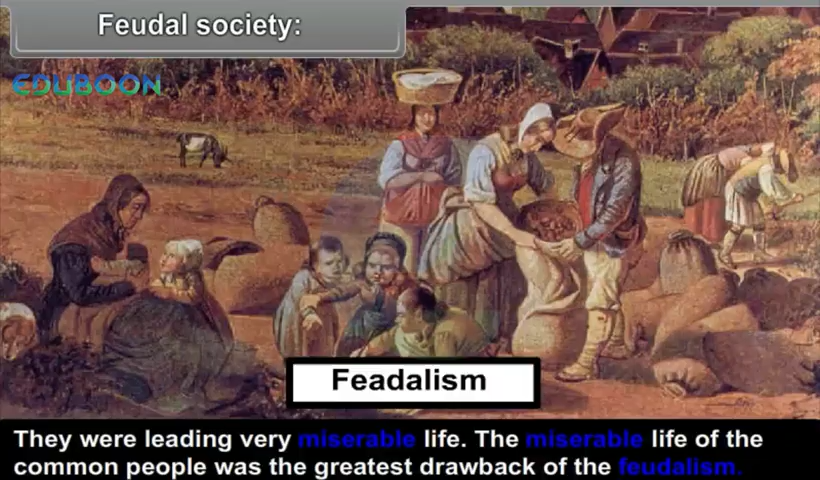 Feudal society:
EDUBOON
Feadalism
They were leading very miserable life. The miserable life of the
common people was the greatest drawback of the feudalism.